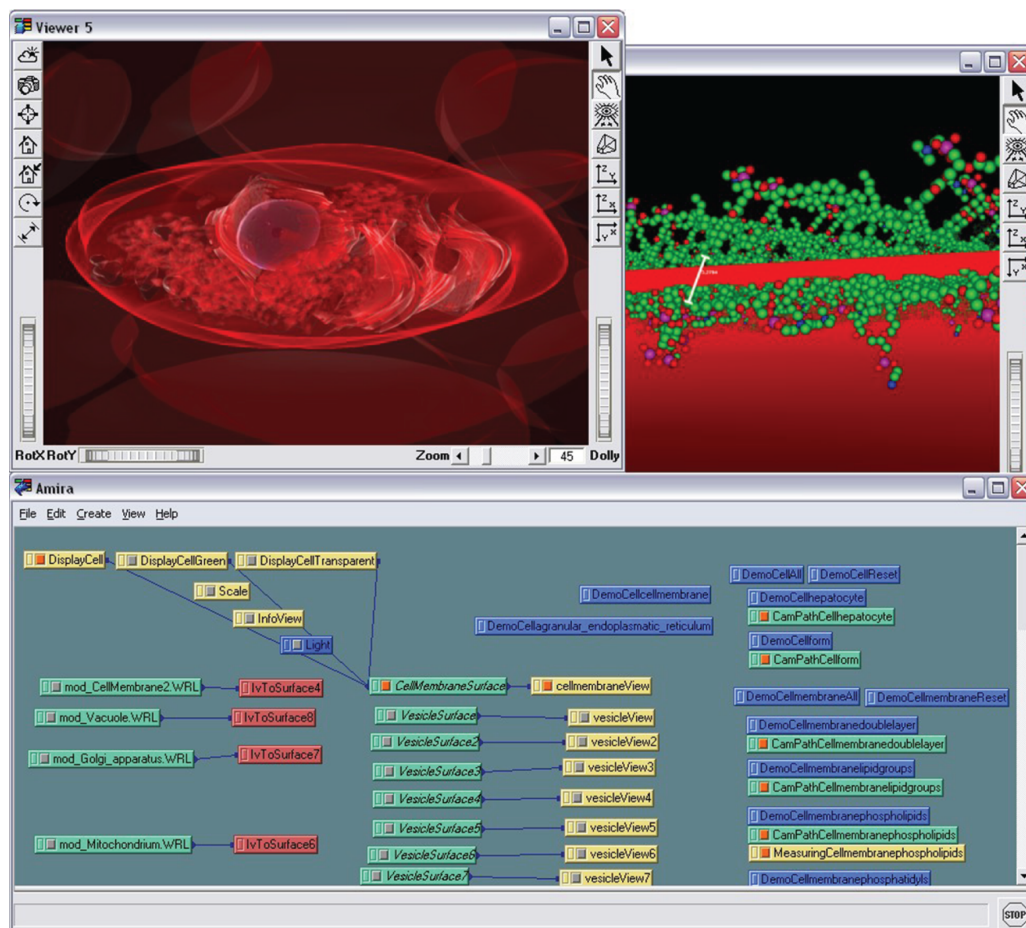 Viewer 5
RotX RotY
Zoom
45
Dolly
Amira
File Edit Create View Help
DisplayCell
DisplayCellGreen
DisplayCellTransparent
Scale
InfoView
Light
DemoCellcellmembrane
DemoCellagranular_endoplasmatic_reticulum
DemoCellAll
DemoCellReset
DemoCellhepatocyte
CamPathCellhepatocyte
DemoCellform
CamPathCellform
mod_CellMembrane2.WRL
IvToSurface4
CellMembraneSurface
cellmembraneView
DemoCellmembraneAll
DemoCellmembraneReset
mod_Vacuole.WRL
IvToSurface8
VesicleSurface
vesicleView
DemoCellmembranedoublelayer
CamPathCellmembranedoublelayer
mod_Golgi_apparatus.WRL
IvToSurface7
VesicleSurface2
vesicleView2
VesicleSurface3
vesicleView3
DemoCellmembranelipidgroups
CamPathCellmembranelipidgroups
VesicleSurface4
vesicleView4
DemoCellmembranephospholipids
CamPathCellmembranephospholipids
VesicleSurface5
vesicleView5
mod_Mitochondrium.WRL
IvToSurface6
VesicleSurface6
vesicleView6
MeasuringCellmembranephospholipids
VesicleSurface7
vesicleView7
DemoCellmembranephosphatidyls
STOP